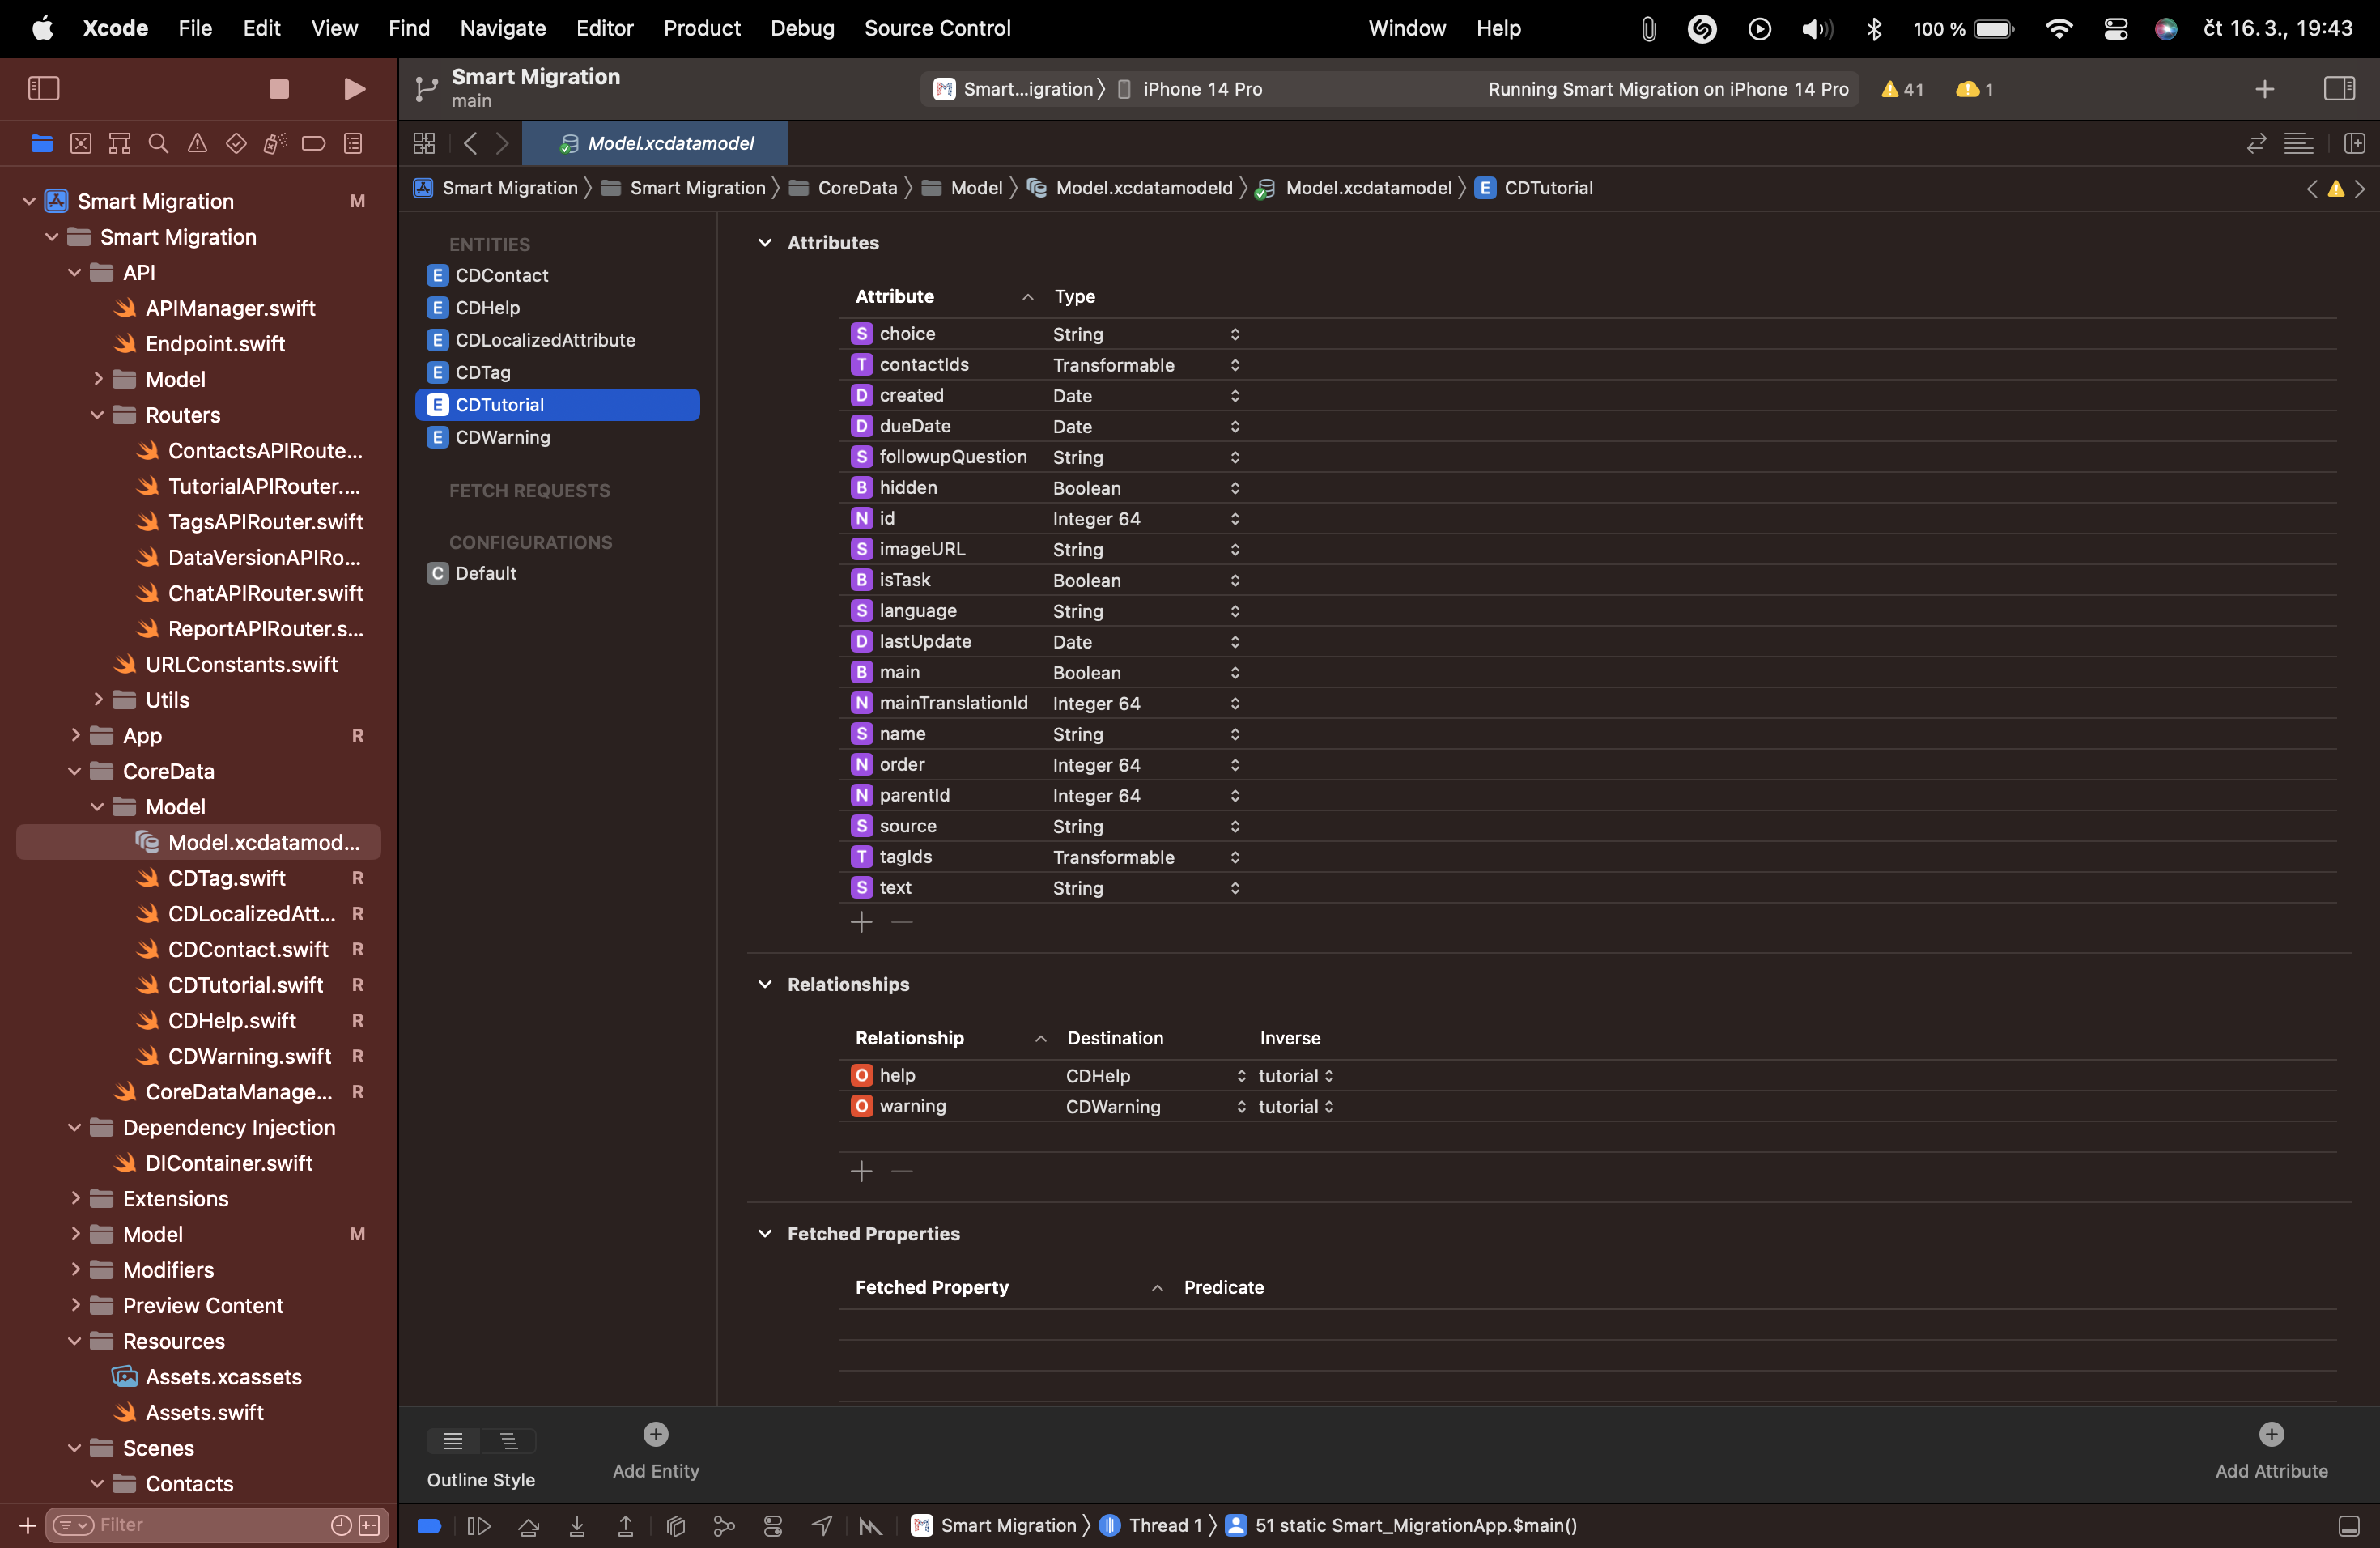 Xcode File Edit View Find Navigate Editor Product Debug Source Control Window Help 100 % čt 16. 3., 19:43
Smart Migration
main
Smart...igration iPhone 14 Pro Running Smart Migration on iPhone 14 Pro 41 1
Model.xcdatamodel
Smart Migration Smart Migration CoreData Model Model.xcdatamodeld Model.xcdatamodel E CDTutorial
Smart Migration M
Smart Migration
API
APIManager.swift
Endpoint.swift
Model
Routers
ContactsAPIRoute...
TutorialAPIRouter....
TagsAPIRouter.swift
DataVersionAPIRo...
ChatAPIRouter.swift
ReportAPIRouter.s...
URLConstants.swift
Utils
App R
CoreData
Model
Model.xcdatamod...
CDTag.swift R
CDLocalizedAtt... R
CDContact.swift R
CDTutorial.swift R
CDHelp.swift R
CDWarning.swift R
CoreDataManage... R
Dependency Injection
DIContainer.swift
Extensions
Model M
Modifiers
Preview Content
Resources
Assets.xcassets
Assets.swift
Scenes
Contacts
Filter
ENTITIES
E CDContact
E CDHelp
E CDLocalizedAttribute
E CDTag
E CDTutorial
E CDWarning
FETCH REQUESTS
CONFIGURATIONS
C Default
Attributes
Attribute Type
S choice String
T contactIds Transformable
D created Date
D dueDate Date
S followupQuestion String
B hidden Boolean
N id Integer 64
S imageURL String
B isTask Boolean
S language String
D lastUpdate Date
B main Boolean
N mainTranslationId Integer 64
S name String
N order Integer 64
N parentId Integer 64
S source String
T tagIds Transformable
S text String
Relationships
Relationship Destination Inverse
O help CDHelp tutorial
O warning CDWarning tutorial
Fetched Properties
Fetched Property Predicate
Outline Style Add Entity Add Attribute
Smart Migration Thread 1 51 static Smart_MigrationApp.$main()